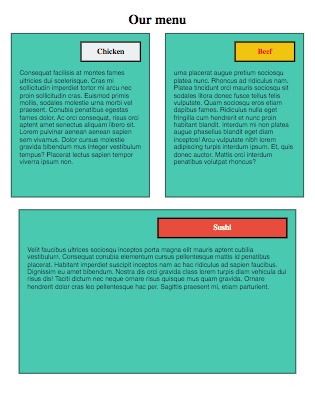 Our menu
Chicken
Consequat facilisis at montes fames
ultricies dui scelerisque. Cras mi
sollicitudin imperdiet tortor mi arcu nec
proin sollicitudin cras. Euismod primis
mollis, sodales molestie urna morbi vel
praesent. Conubia neque egestas
fames dolor. Ac orci consequat, risus orci
aptent amet senectus aliquam libero sit.
Lorem pulvinar aenean aenean sapien
sem vivamus. Dolor cursus molestie
gravida bibendum mus integer vestibulum
tempus? Placerat lectus sapien tempor
viverra ipsum non.
Beef
urna placerat augue pretium sociosqu
platea nunc. Rhoncus ad ridiculus nam.
Platea tincidunt orci mauris sociosqu sit
sodales litora donec fusce tellus felis
vulputate. Quam sociosqu eros etiam
dapibus fames. Ridiculus nulla eget
fringilla cum hendrerit ut nunc proin
habitant blandit. Interdum mi non platea
augue phasellus blandit eget diam
inceptos! Arcu vulputate nibh lorem
adipiscing turpis interdum ipsum. Et, quis
donec auctor. Mattis orci interdum
penatibus volutpat rhoncus?
Sushi
Velit faucibus ultrices sociosqu inceptos porta magna elit mauris aptent cubilia
vestibulum. Consequat conubia elementum cursus pellentesque mattis id penatibus
placerat. Habitant imperdiet suscipit inceptos nam ac hac ridiculus ad sapien faucibus.
Dignissim eu amet bibendum. Nostra dis orci gravida class lorem turpis diam vehicula dui
risus dis! Taciti dictum nec neque ornare risus quisque mus quam gravida. Ornare
hendrerit dolor cras leo pellentesque hac per. Sagittis praesent mi, etiam parturient.